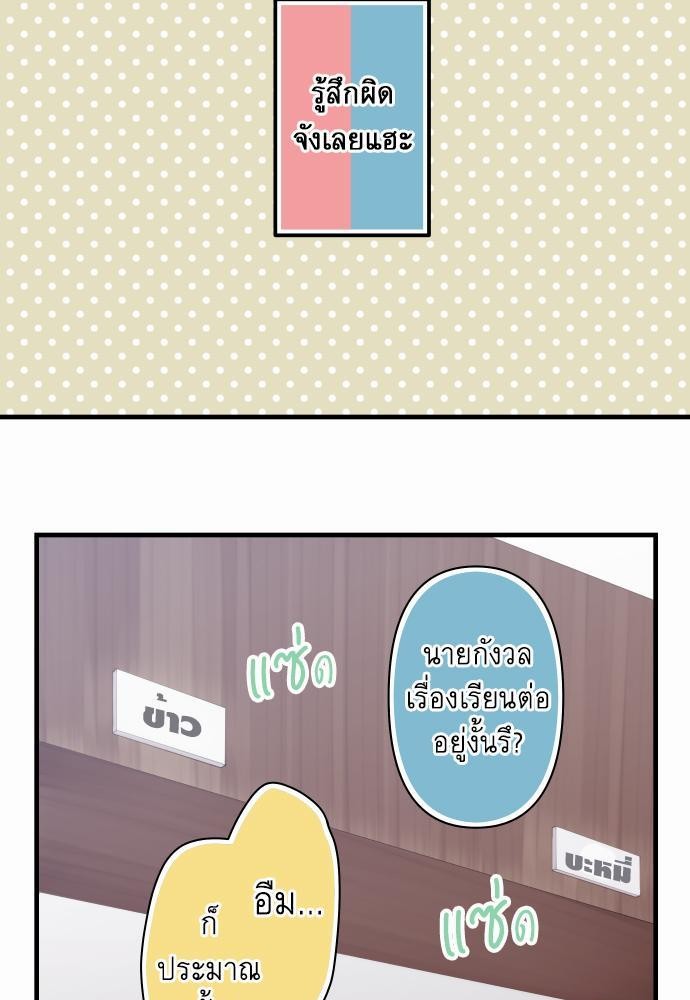 รู้สึกผิด
จังเลยแฮะ
แซ่ด
นายกังวล
เรื่องเรียนต่อ
อยู่งั้นรึ?
ข้าว
บะหมี่
อืม...
ก็
ประมาณ
แซ่ด